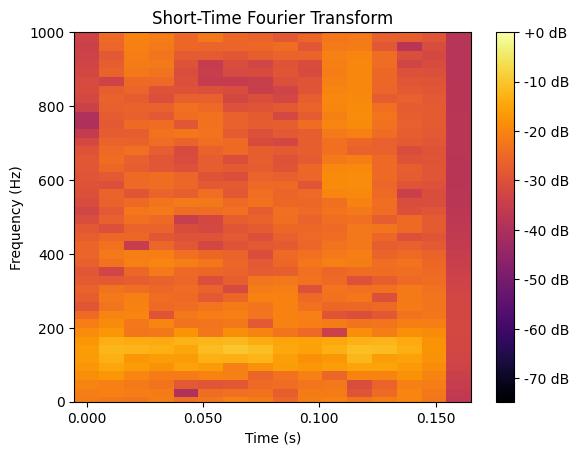 Short-Time Fourier Transform
1000
800
600
400
200
0
Frequency (Hz)
0.000
0.050
0.100
0.150
Time (s)
+0 dB
-10 dB
-20 dB
-30 dB
-40 dB
-50 dB
-60 dB
-70 dB